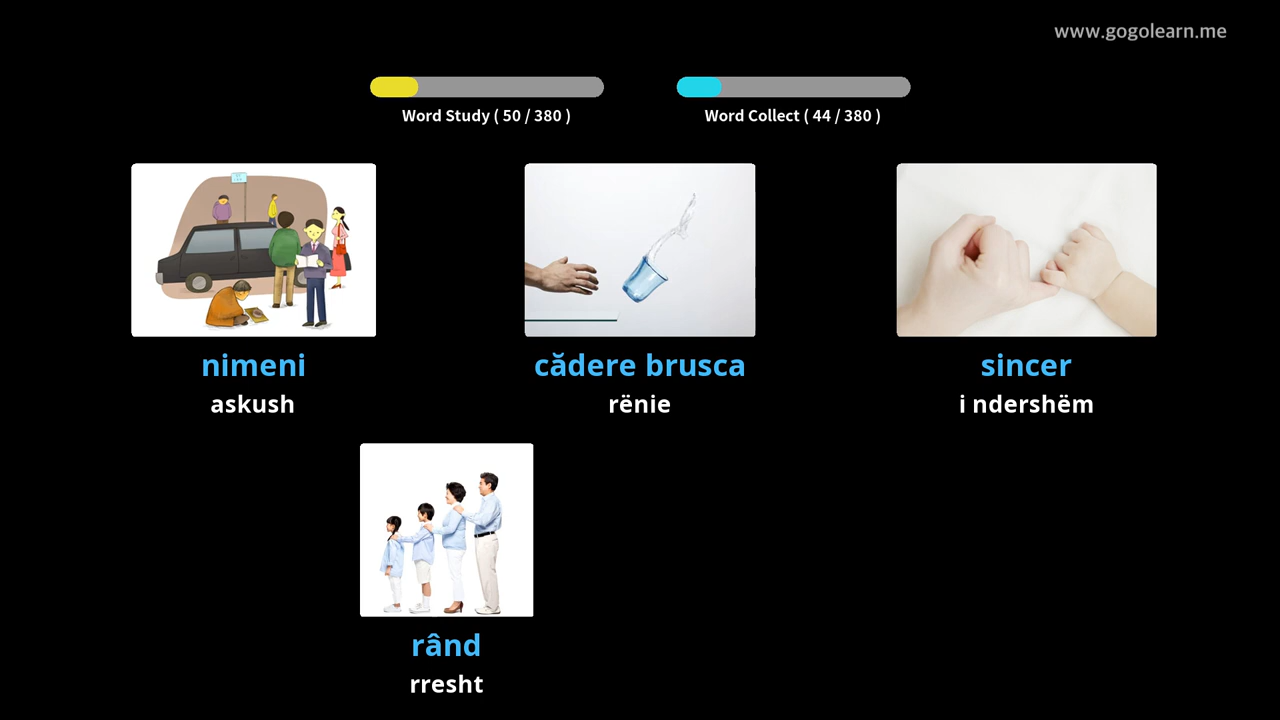 www.gogolearn.me
Word Study ( 50 / 380 )
Word Collect ( 44 / 380 )
nimeni
askush
cădere brusca
rënie
sincer
i ndershëm
rând
rresht